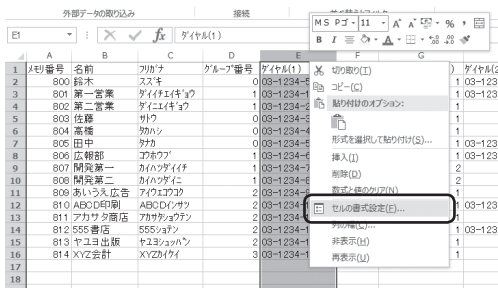 外部データの取り込み 接続
MS Pゴ 11 A A % ,
B I A
E1 fx ダイヤル(1)
A B C D E F G
1 メモリ番号 名前 フリガナ グループ番号 ダイヤル(1) ) ダイヤル(2
2 800 鈴木 スズキ 0 03-1234-5 1 03-123
3 801 第一営業 ダイイチエイギョウ 1 03-1234- 1 03-123
4 802 第二営業 ダイニエイギョウ 1 03-1234- 1
5 803 佐藤 サトウ 0 03-1234- 1
6 804 高橋 タカハシ 0 03-1234-4 1
7 805 田中 タナカ 0 03-1234- 1 03-123
8 806 広報部 コウホウブ 1 03-1234-6 1 03-123
9 807 開発第一 カイハツダイイチ 1 03-1234-7 2
10 808 開発第二 カイハツダイニ 1 03-1234- 2
11 809 あいうえ広告 アイウエコウコク 2 03-1234- 1
12 810 ABCD印刷 ABCDインサツ 2 03-1234- 1 03-123
13 811 アカサタ商店 アカサタショウテン 2 03-1234- 1
14 812 555書店 555ショテン 2 03-1234- 1 03-123
15 813 ヤユヨ出版 ヤユヨシュッパン 2 03-1234-1 1
16 814 XYZ会計 XYZカイケイ 3 03-1234-1 1 03-123
17
18
切り取り(T)
コピー(C)
貼り付けのオプション:
形式を選択して貼り付け(S)...
挿入(I)
削除(D)
数式と値のクリア(N)
セルの書式設定(F)...
列の幅(C)...
非表示(H)
再表示(U)